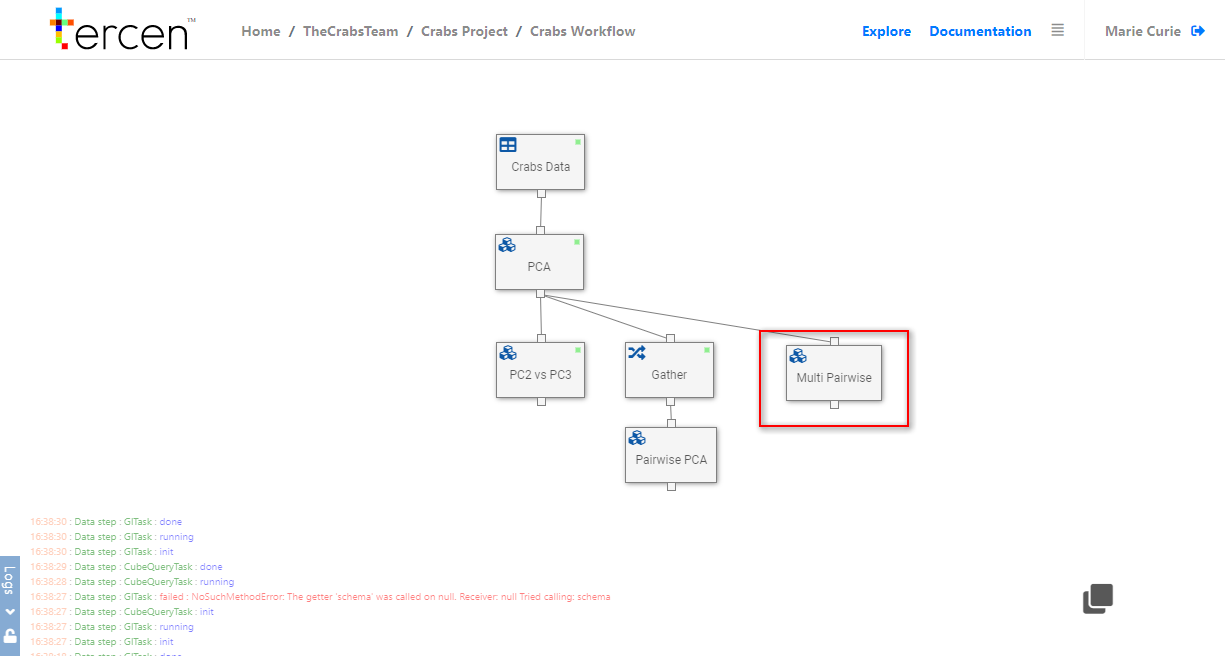 tercen™
Home / TheCrabsTeam / Crabs Project / Crabs Workflow
Explore Documentation Marie Curie
Crabs Data
PCA
PC2 vs PC3
Gather
Multi Pairwise
Pairwise PCA
16:38:30 : Data step : GlTask : done
16:38:30 : Data step : GlTask : running
16:38:30 : Data step : GlTask : init
16:38:29 : Data step : CubeQueryTask : done
16:38:28 : Data step : CubeQueryTask : running
16:38:27 : Data step : GlTask : failed : NoSuchMethodError: The getter 'schema' was called on null. Receiver: null Tried calling: schema
16:38:27 : Data step : CubeQueryTask : init
16:38:27 : Data step : GlTask : running
16:38:27 : Data step : GlTask : init
Logs